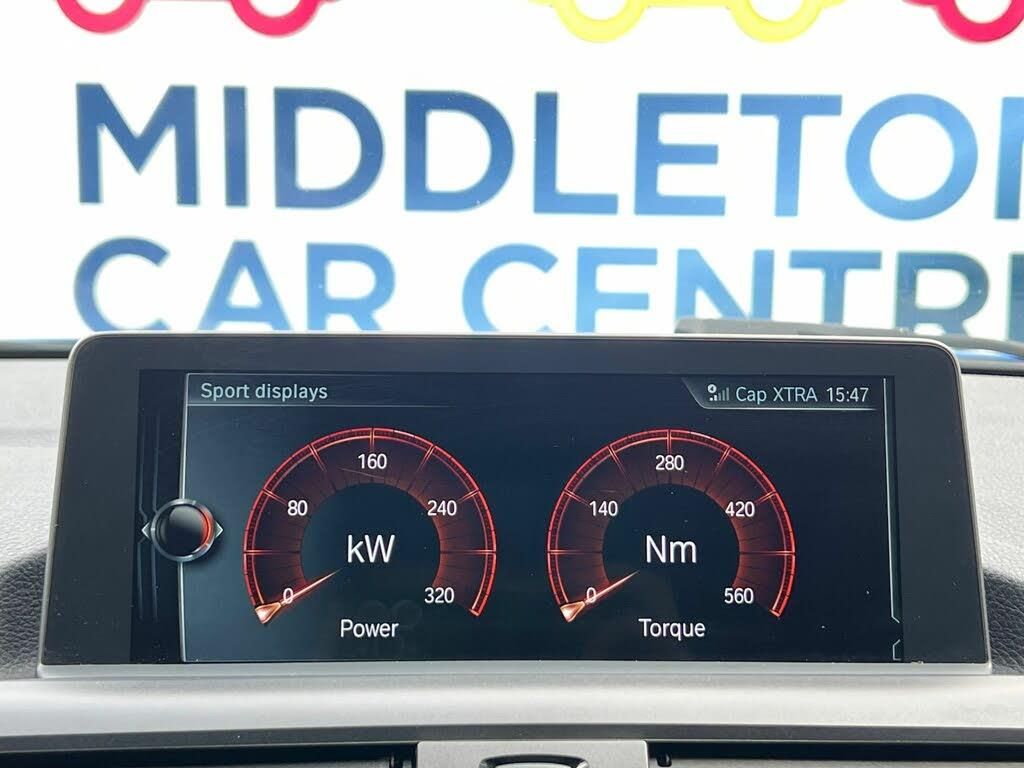 MIDDLETON
CAR CENTRE
Sport displays
Cap XTRA 15:47
160
280
80
240
140
420
kW
Nm
0
320
0
560
Power
Torque